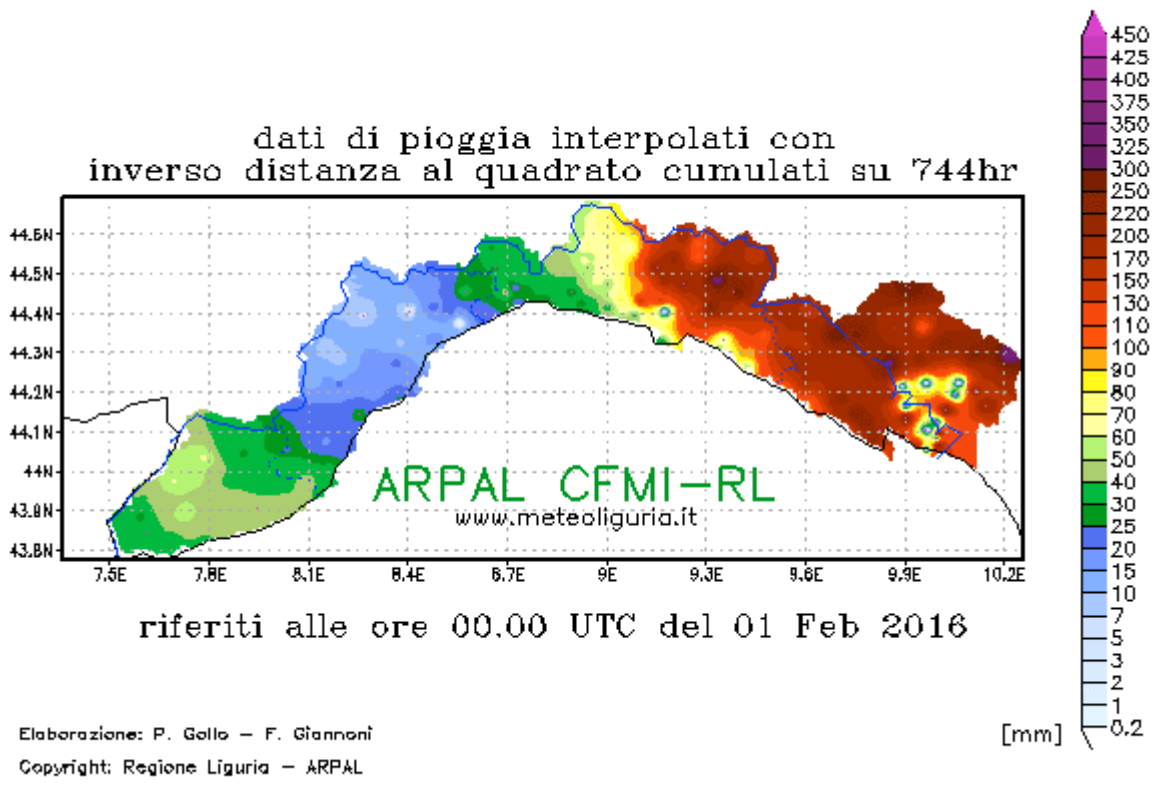 dati di pioggia interpolati con
inverso distanza al quadrato cumulati su 744hr
44.6N
44.5N
44.4N
44.3N
44.2N
44.1N
44N
43.9N
43.8N
7.5E 7.8E 8.1E 8.4E 8.7E 9E 9.3E 9.6E 9.9E 10.2E
ARPAL CFMI-RL
www.meteoliguria.it
riferiti alle ore 00.00 UTC del 01 Feb 2016
450
425
400
375
350
325
300
250
220
200
170
150
130
110
100
90
80
70
60
50
40
30
25
20
15
10
7
5
3
2
1
0.2
[mm]
Elaborazione: P. Gollo - F. Giannoni
Copyright: Regione Liguria - ARPAL